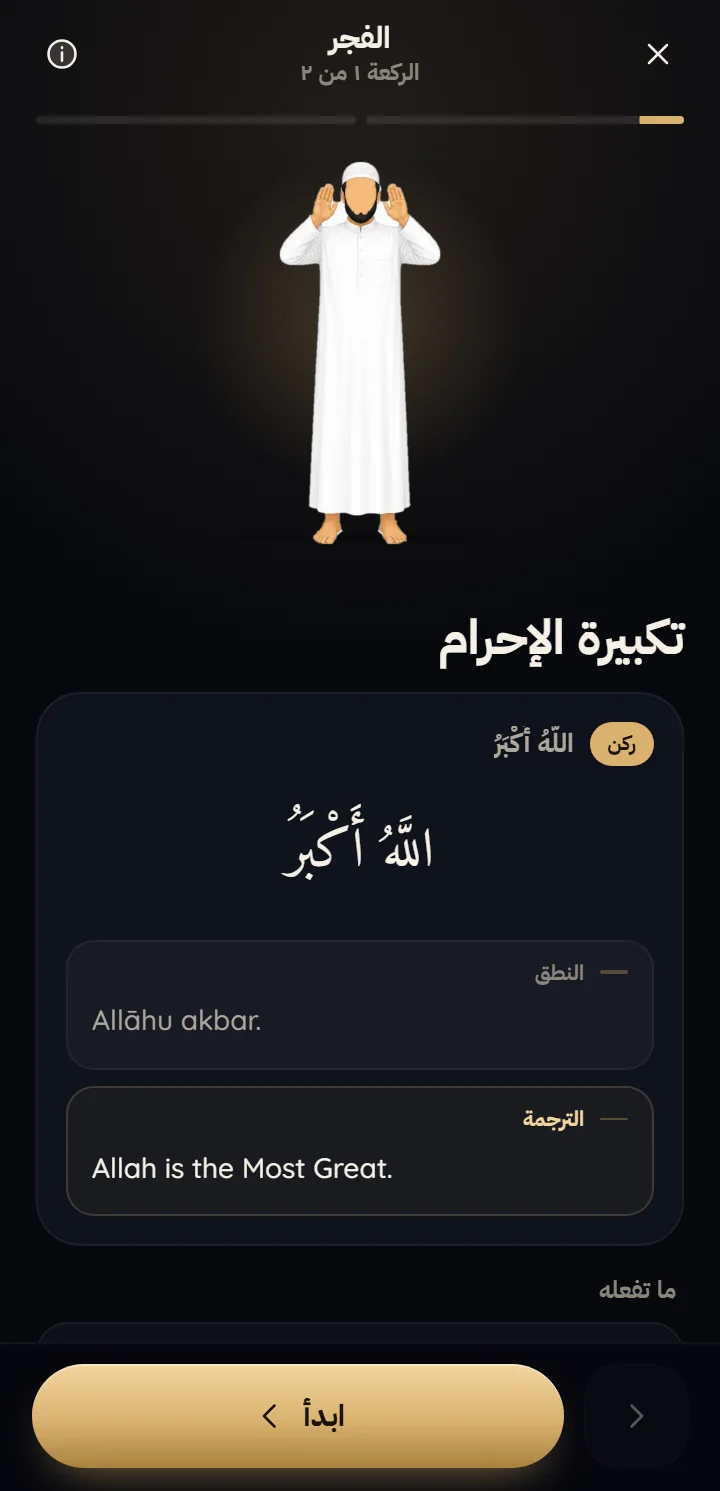 الفجر
الركعة ١ من ٢
تكبيرة الإحرام
ركن
اللّهُ أَكْبَرُ
اللَّهُ أَكْبَرُ
النطق
Allāhu akbar.
الترجمة
Allah is the Most Great.
ما تفعله
ابدأ